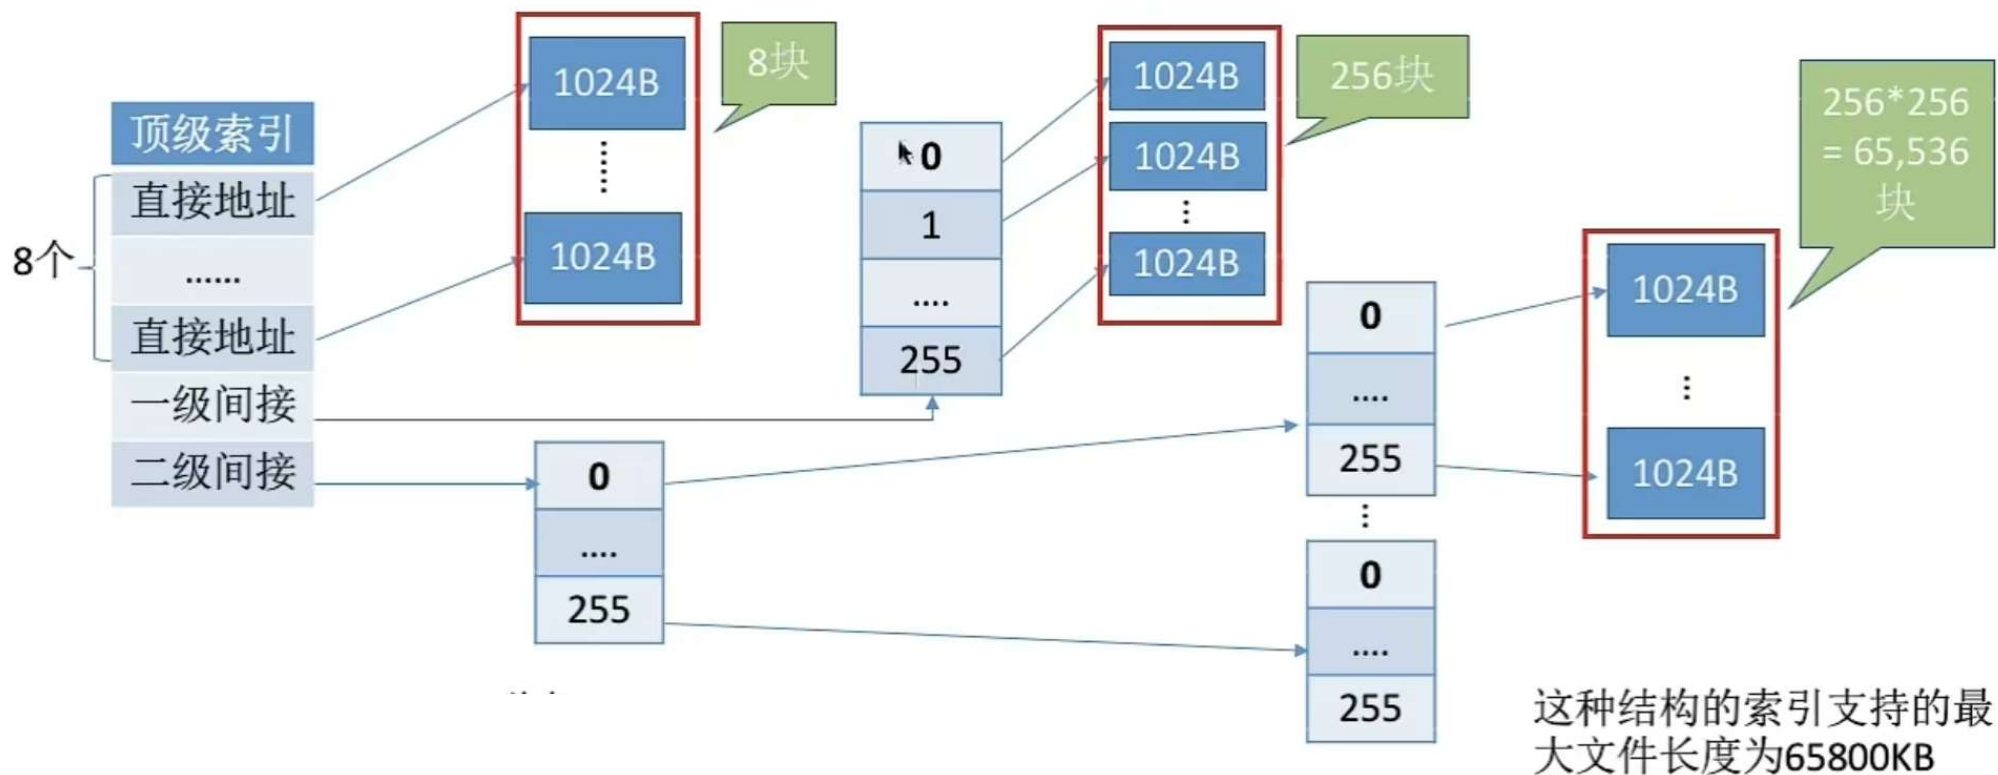 顶级索引
直接地址
......
直接地址
一级间接
二级间接
8个
1024B
......
1024B
8块
0
1
....
255
1024B
1024B
...
1024B
256块
0
....
255
0
....
255
...
0
....
255
1024B
...
1024B
256*256
= 65,536
块
这种结构的索引支持的最
大文件长度为65800KB